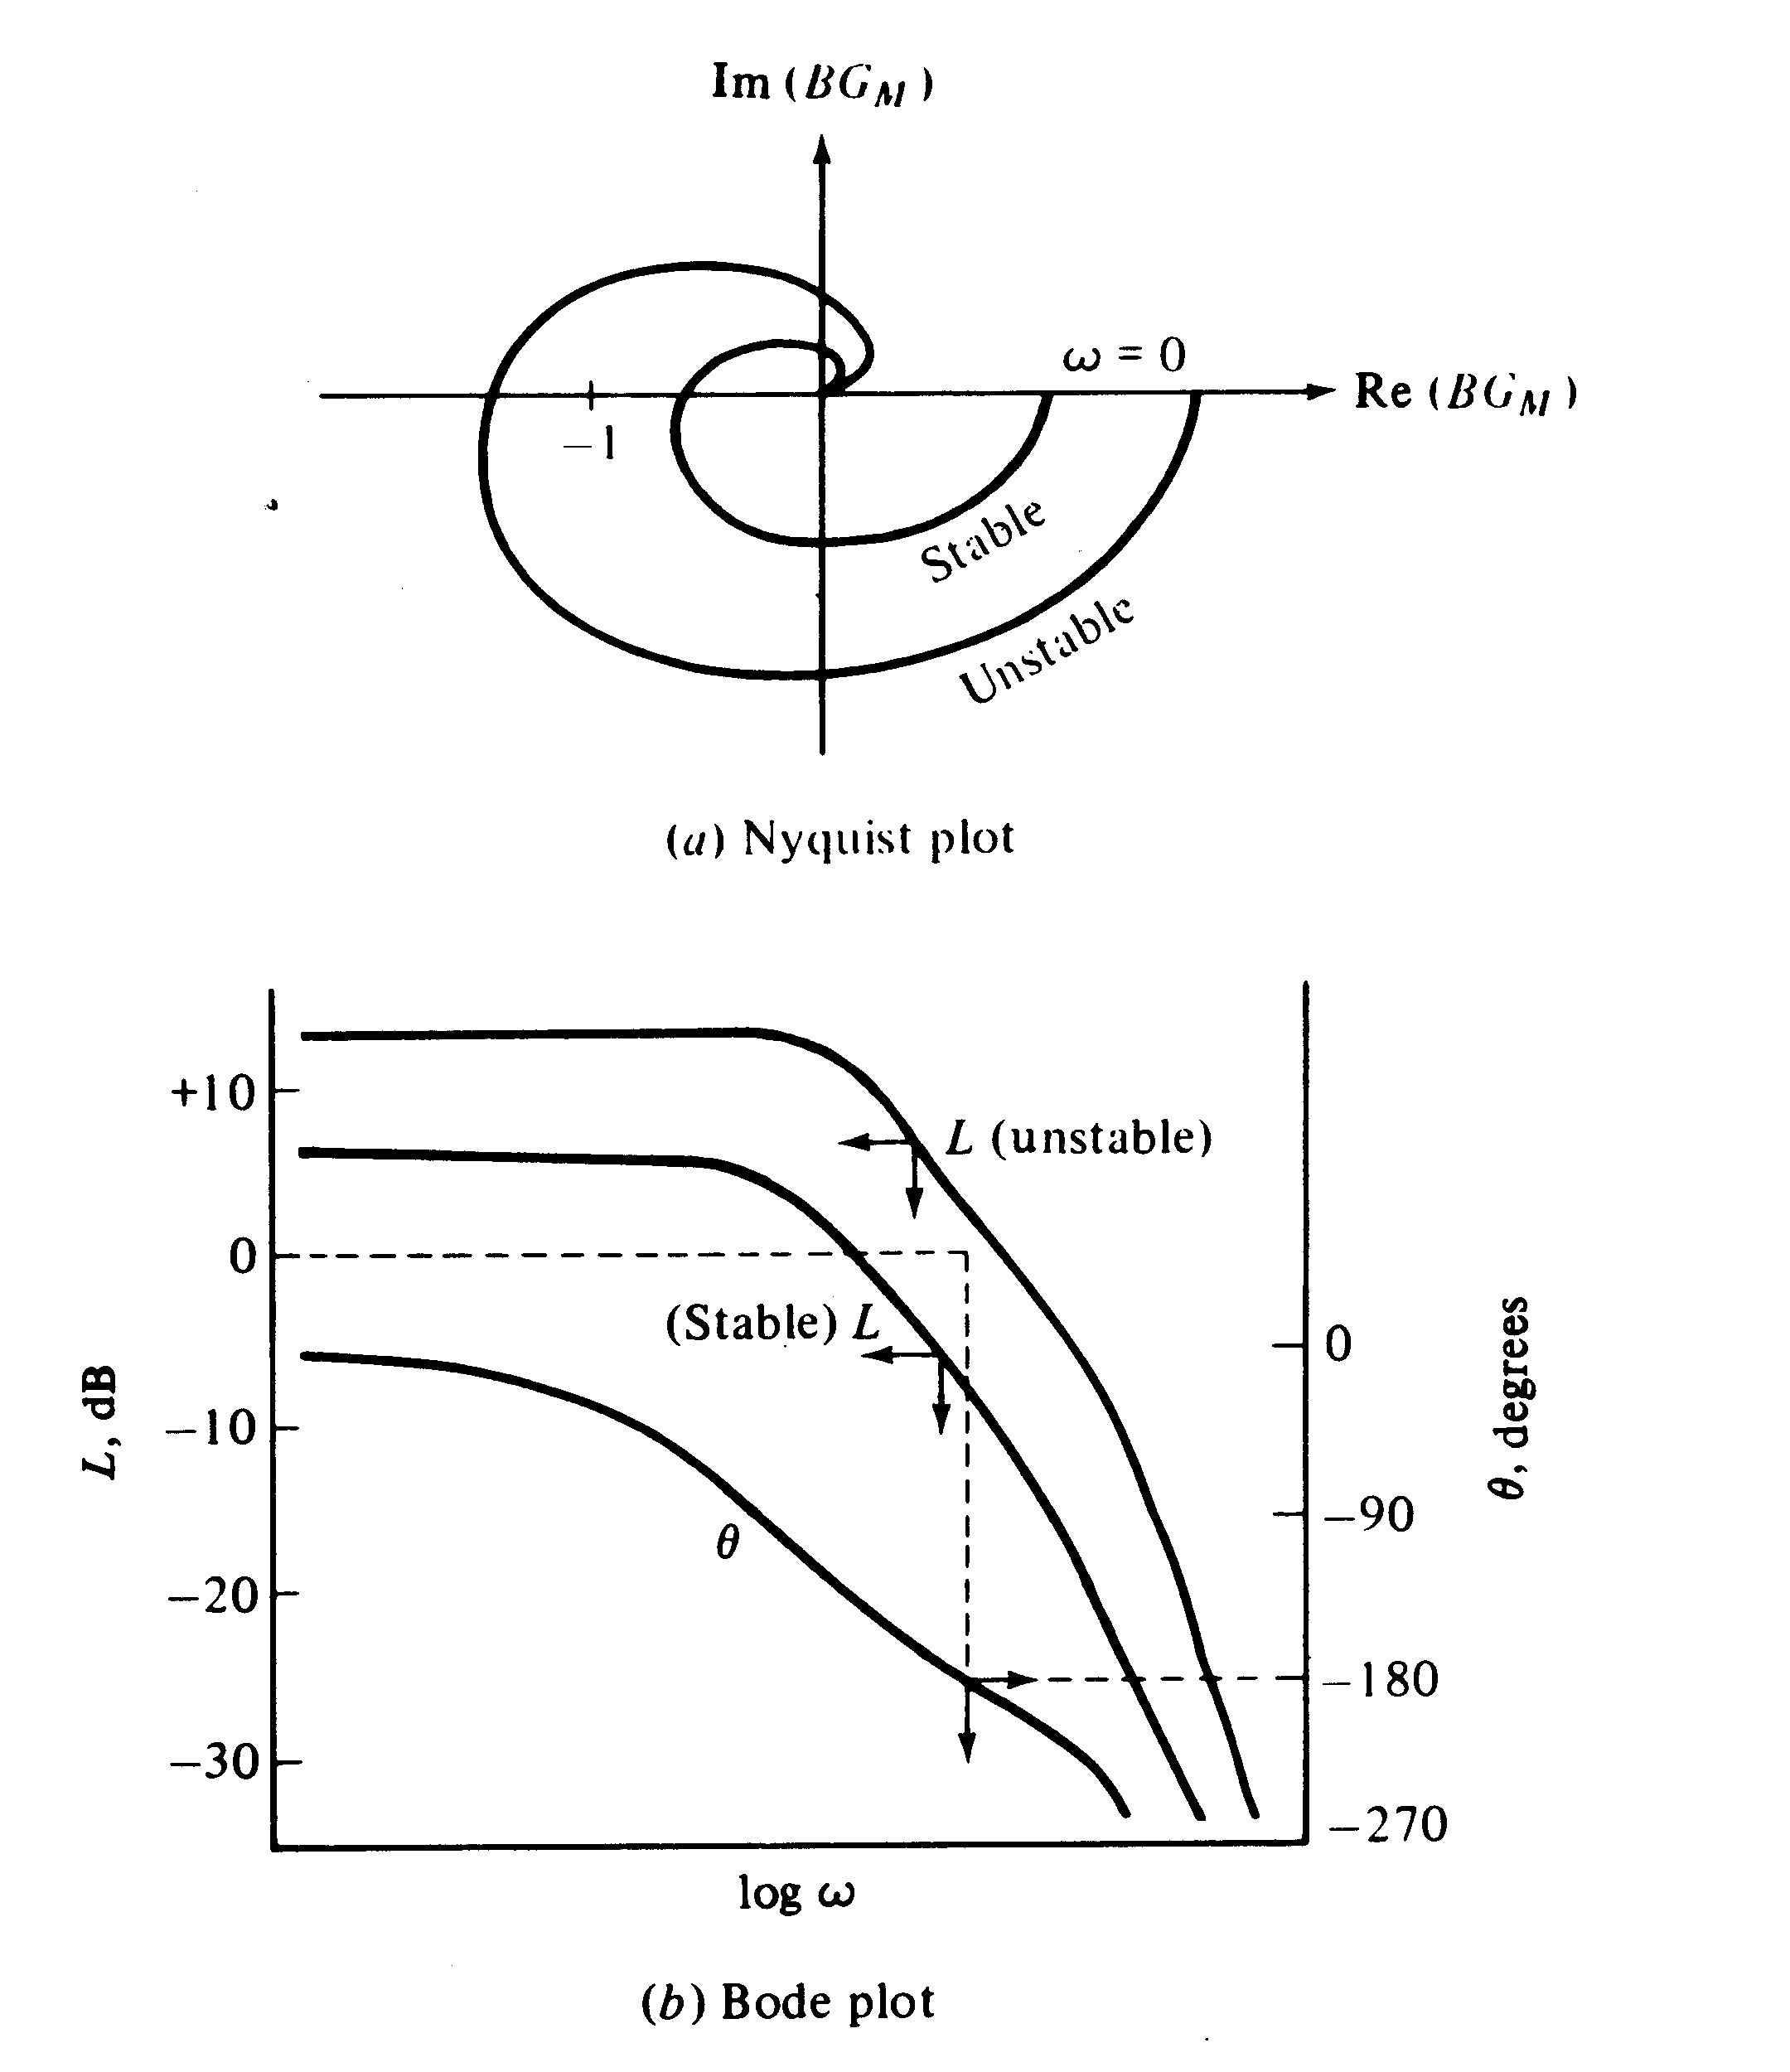 Im (BG_M)
ω = 0
Re (BG_M)
−1
Stable
Unstable
(a) Nyquist plot
+10
L (unstable)
0
(Stable) L
0
L, dB
θ, degrees
−10
−90
θ
−20
−180
−30
−270
log ω
(b) Bode plot